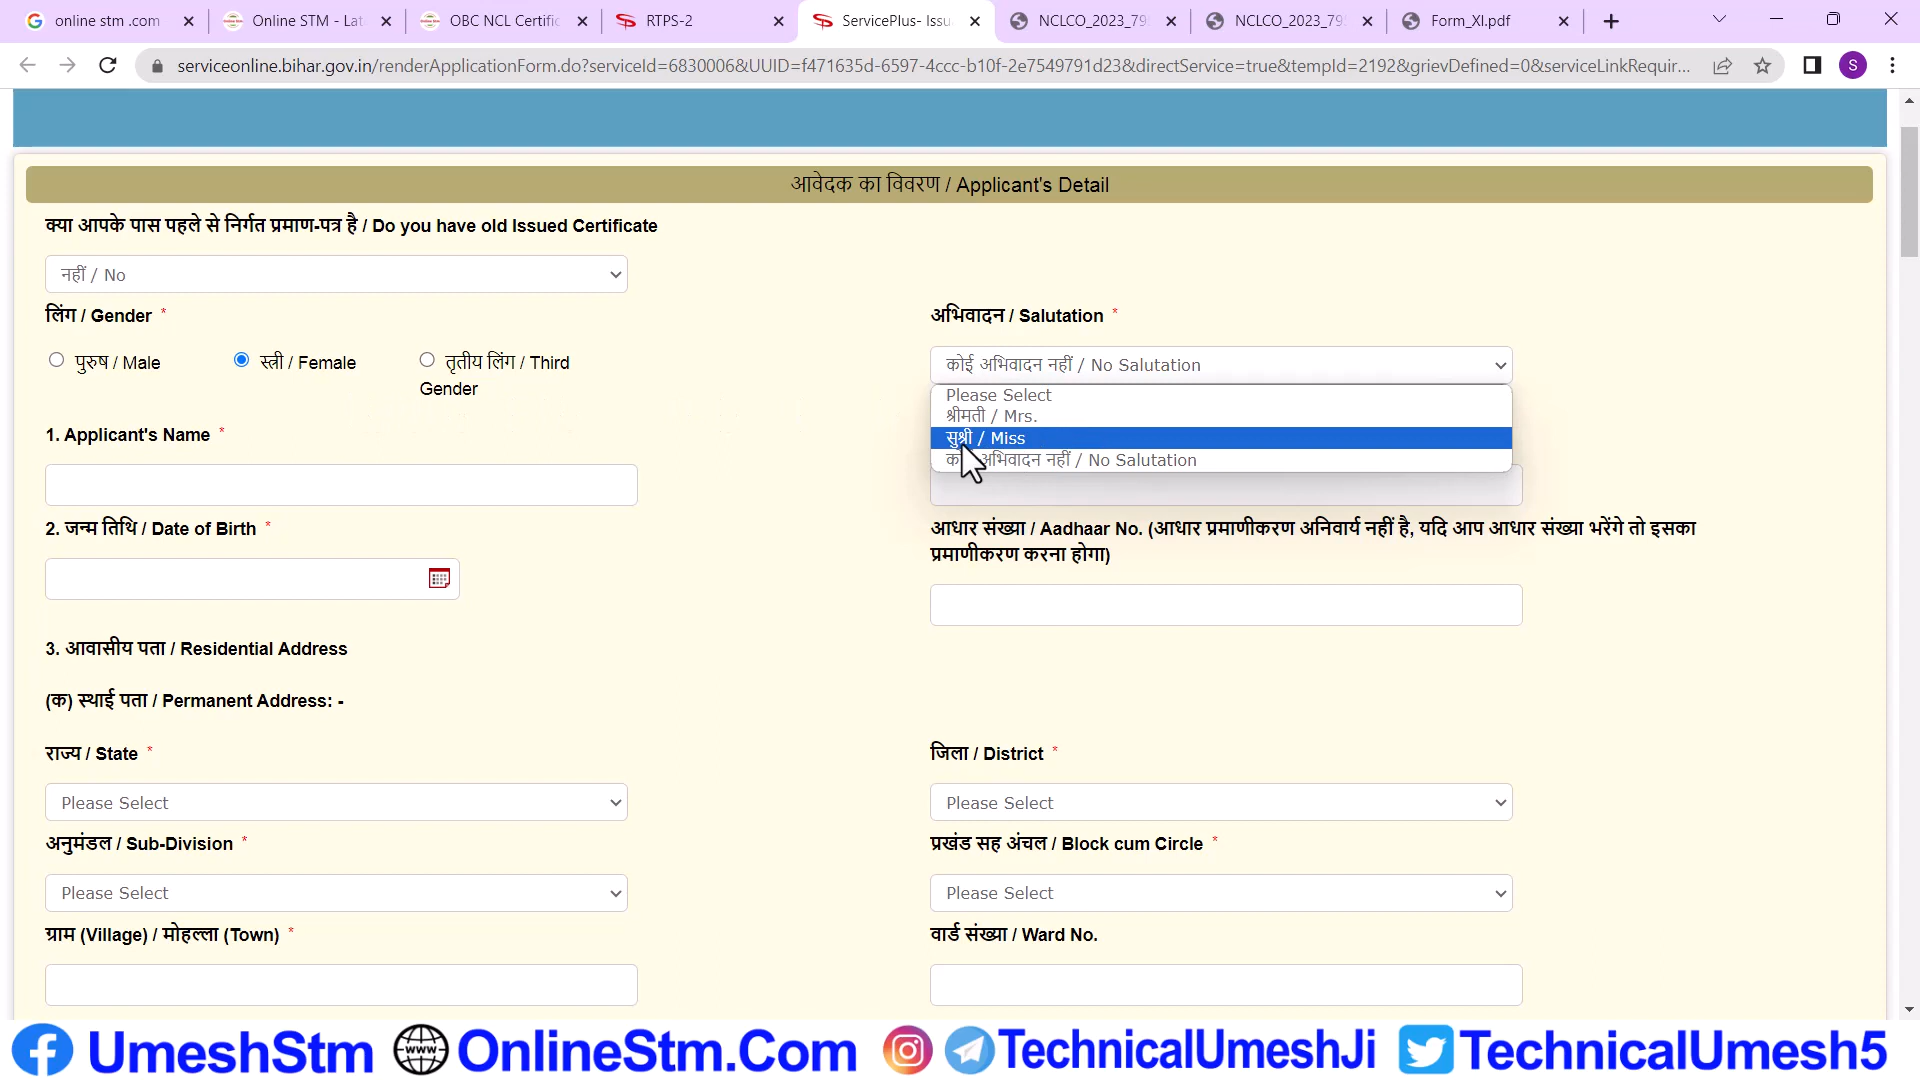 online stm .com
Online STM - Lat
OBC NCL Certific
RTPS-2
ServicePlus- Issu
NCLCO_2023_795
NCLCO_2023_795
Form_XI.pdf
serviceonline.bihar.gov.in/renderApplicationForm.do?serviceId=6830006&UUID=f471635d-6597-4ccc-b10f-2e7549791d23&directService=true&tempId=2192&grievDefined=0&serviceLinkRequir...
S
आवेदक का विवरण / Applicant's Detail
क्या आपके पास पहले से निर्गत प्रमाण-पत्र है / Do you have old Issued Certificate
नहीं / No
लिंग / Gender *
अभिवादन / Salutation *
पुरुष / Male
स्त्री / Female
तृतीय लिंग / Third
Gender
कोई अभिवादन नहीं / No Salutation
Please Select
श्रीमती / Mrs.
सुश्री / Miss
अभिवादन नहीं / No Salutation
1. Applicant's Name *
2. जन्म तिथि / Date of Birth *
आधार संख्या / Aadhaar No. (आधार प्रमाणीकरण अनिवार्य नहीं है, यदि आप आधार संख्या भरेंगे तो इसका
प्रमाणीकरण करना होगा)
3. आवासीय पता / Residential Address
(क) स्थाई पता / Permanent Address: -
राज्य / State *
जिला / District *
Please Select
Please Select
अनुमंडल / Sub-Division *
प्रखंड सह अंचल / Block cum Circle *
Please Select
Please Select
ग्राम (Village) / मोहल्ला (Town) *
वार्ड संख्या / Ward No.
UmeshStm
www
OnlineStm.Com
TechnicalUmeshJi
TechnicalUmesh5